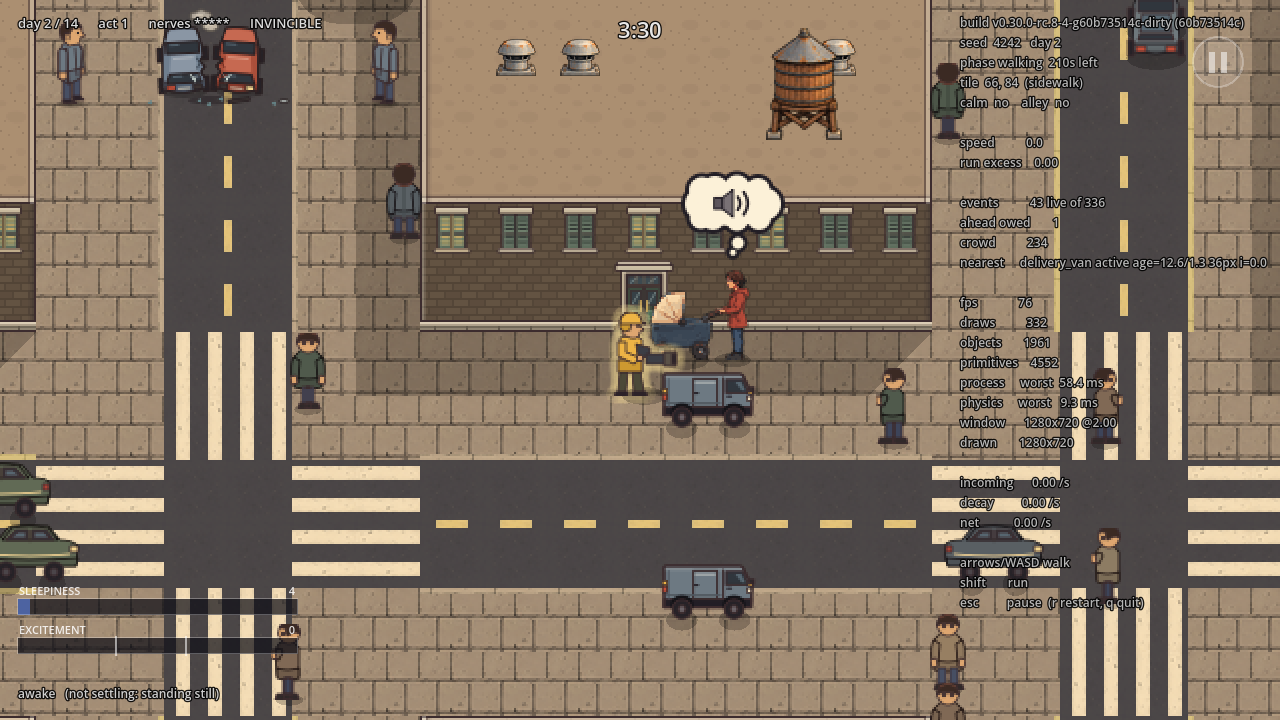 day 2 / 14 act 1 nerves ***** INVINCIBLE
3:30
build v0.30.0-rc.8-4-g60b73514c-dirty (60b73514c)
seed 4242 day 2
phase walking 210s left
tile 66, 84 (sidewalk)
calm no alley no
speed 0.0
run excess 0.00
events 43 live of 336
ahead owed 1
crowd 234
nearest delivery_van active age=12.6/1.3 36px i=0.0
fps 76
draws 332
objects 1961
primitives 4552
process worst 58.4 ms
physics worst 9.3 ms
window 1280x720 @2.00
drawn 1280x720
incoming 0.00 /s
decay 0.00 /s
net 0.00 /s
arrows/WASD walk
shift run
esc pause (r restart, q quit)
SLEEPINESS 4
EXCITEMENT 0
awake (not settling: standing still)